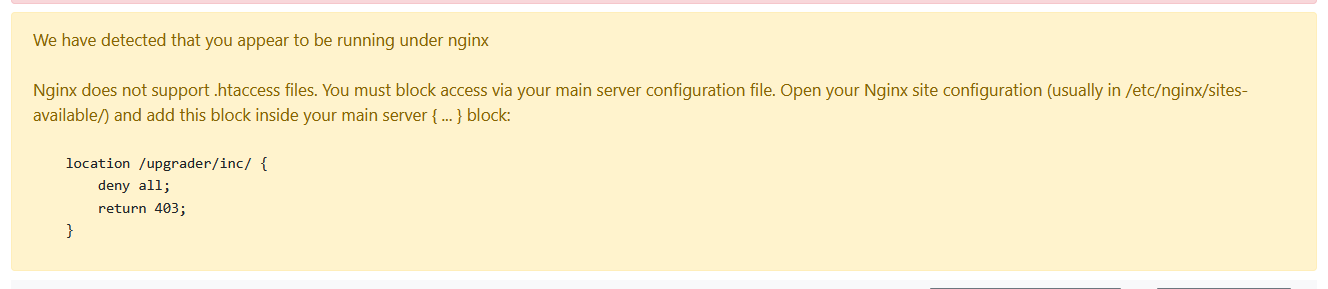 We have detected that you appear to be running under nginx
Nginx does not support .htaccess files. You must block access via your main server configuration file. Open your Nginx site configuration (usually in /etc/nginx/sites-
available/) and add this block inside your main server { ... } block:
location /upgrader/inc/ {
    deny all;
    return 403;
}